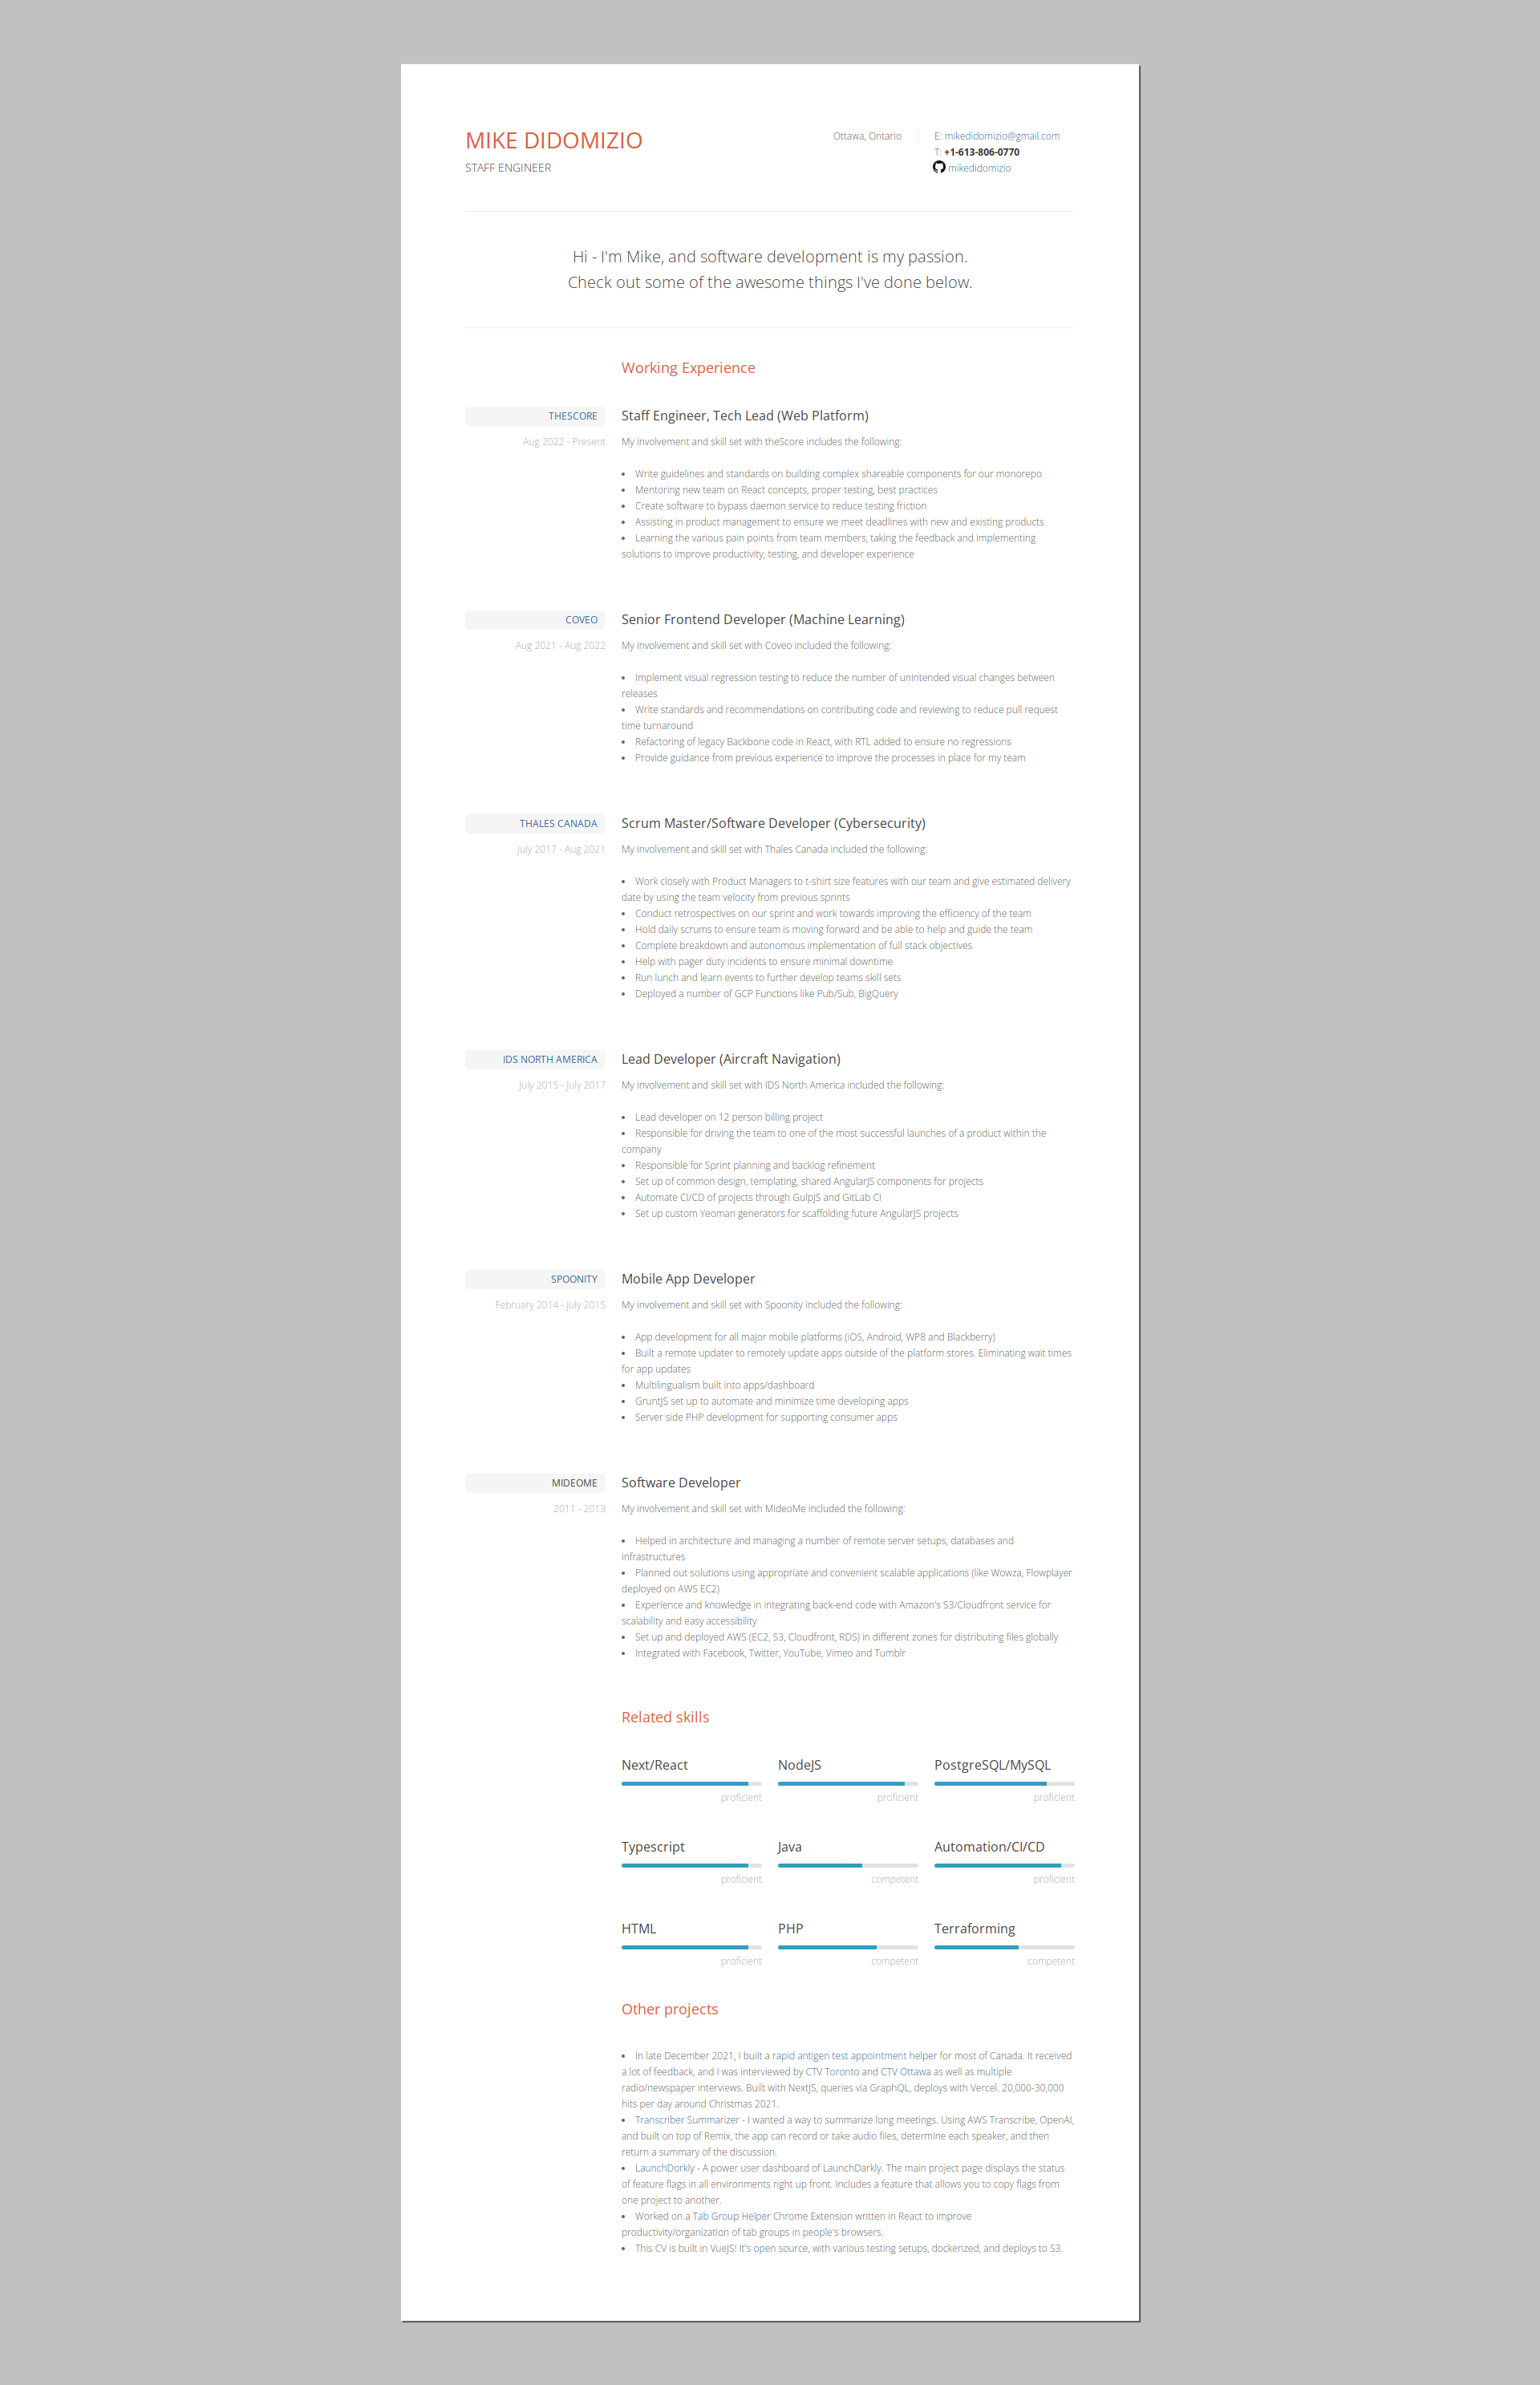 MIKE DIDOMIZIO
STAFF ENGINEER
Ottawa, Ontario
E: mikedidomizio@gmail.com
T: +1-613-806-0770
mikedidomizio
Hi - I'm Mike, and software development is my passion.
Check out some of the awesome things I've done below.
Working Experience
THESCORE
Aug 2022 - Present
Staff Engineer, Tech Lead (Web Platform)
My involvement and skill set with theScore includes the following:
• Write guidelines and standards on building complex shareable components for our monorepo
• Mentoring new team on React concepts, proper testing, best practices
• Create software to bypass daemon service to reduce testing friction
• Assisting in product management to ensure we meet deadlines with new and existing products
• Learning the various pain points from team members, taking the feedback and implementing
solutions to improve productivity, testing, and developer experience
COVEO
Aug 2021 - Aug 2022
Senior Frontend Developer (Machine Learning)
My involvement and skill set with Coveo included the following:
• Implement visual regression testing to reduce the number of unintended visual changes between
releases
• Write standards and recommendations on contributing code and reviewing to reduce pull request
time turnaround
• Refactoring of legacy Backbone code in React, with RTL added to ensure no regressions
• Provide guidance from previous experience to improve the processes in place for my team
THALES CANADA
July 2017 - Aug 2021
Scrum Master/Software Developer (Cybersecurity)
My involvement and skill set with Thales Canada included the following:
• Work closely with Product Managers to t-shirt size features with our team and give estimated delivery
date by using the team velocity from previous sprints
• Conduct retrospectives on our sprint and work towards improving the efficiency of the team
• Hold daily scrums to ensure team is moving forward and be able to help and guide the team
• Complete breakdown and autonomous implementation of full stack objectives
• Help with pager duty incidents to ensure minimal downtime
• Run lunch and learn events to further develop teams skill sets
• Deployed a number of GCP Functions like Pub/Sub, BigQuery
IDS NORTH AMERICA
July 2015 - July 2017
Lead Developer (Aircraft Navigation)
My involvement and skill set with IDS North America included the following:
• Lead developer on 12 person billing project
• Responsible for driving the team to one of the most successful launches of a product within the
company
• Responsible for Sprint planning and backlog refinement
• Set up of common design, templating, shared AngularJS components for projects
• Automate CI/CD of projects through GulpJS and GitLab CI
• Set up custom Yeoman generators for scaffolding future AngularJS projects
SPOONITY
February 2014 - July 2015
Mobile App Developer
My involvement and skill set with Spoonity included the following:
• App development for all major mobile platforms (iOS, Android, WP8 and Blackberry)
• Built a remote updater to remotely update apps outside of the platform stores. Eliminating wait times
for app updates
• Multilingualism built into apps/dashboard
• GruntJS set up to automate and minimize time developing apps
• Server side PHP development for supporting consumer apps
MIDEOME
2011 - 2013
Software Developer
My involvement and skill set with MideoMe included the following:
• Helped in architecture and managing a number of remote server setups, databases and
infrastructures
• Planned out solutions using appropriate and convenient scalable applications (like Wowza, Flowplayer
deployed on AWS EC2)
• Experience and knowledge in integrating back-end code with Amazon's S3/Cloudfront service for
scalability and easy accessibility
• Set up and deployed AWS (EC2, S3, Cloudfront, RDS) in different zones for distributing files globally
• Integrated with Facebook, Twitter, YouTube, Vimeo and Tumblr
Related skills
Next/React
proficient
NodeJS
proficient
PostgreSQL/MySQL
proficient
Typescript
proficient
Java
competent
Automation/CI/CD
proficient
HTML
proficient
PHP
competent
Terraforming
competent
Other projects
• In late December 2021, I built a rapid antigen test appointment helper for most of Canada. It received
a lot of feedback, and I was interviewed by CTV Toronto and CTV Ottawa as well as multiple
radio/newspaper interviews. Built with NextJS, queries via GraphQL, deploys with Vercel. 20,000-30,000
hits per day around Christmas 2021.
• Transcriber Summarizer - I wanted a way to summarize long meetings. Using AWS Transcribe, OpenAI,
and built on top of Remix, the app can record or take audio files, determine each speaker, and then
return a summary of the discussion.
• LaunchDorkly - A power user dashboard of LaunchDarkly. The main project page displays the status
of feature flags in all environments right up front. Includes a feature that allows you to copy flags from
one project to another.
• Worked on a Tab Group Helper Chrome Extension written in React to improve
productivity/organization of tab groups in people's browsers.
• This CV is built in VueJS! It's open source, with various testing setups, dockerized, and deploys to S3.